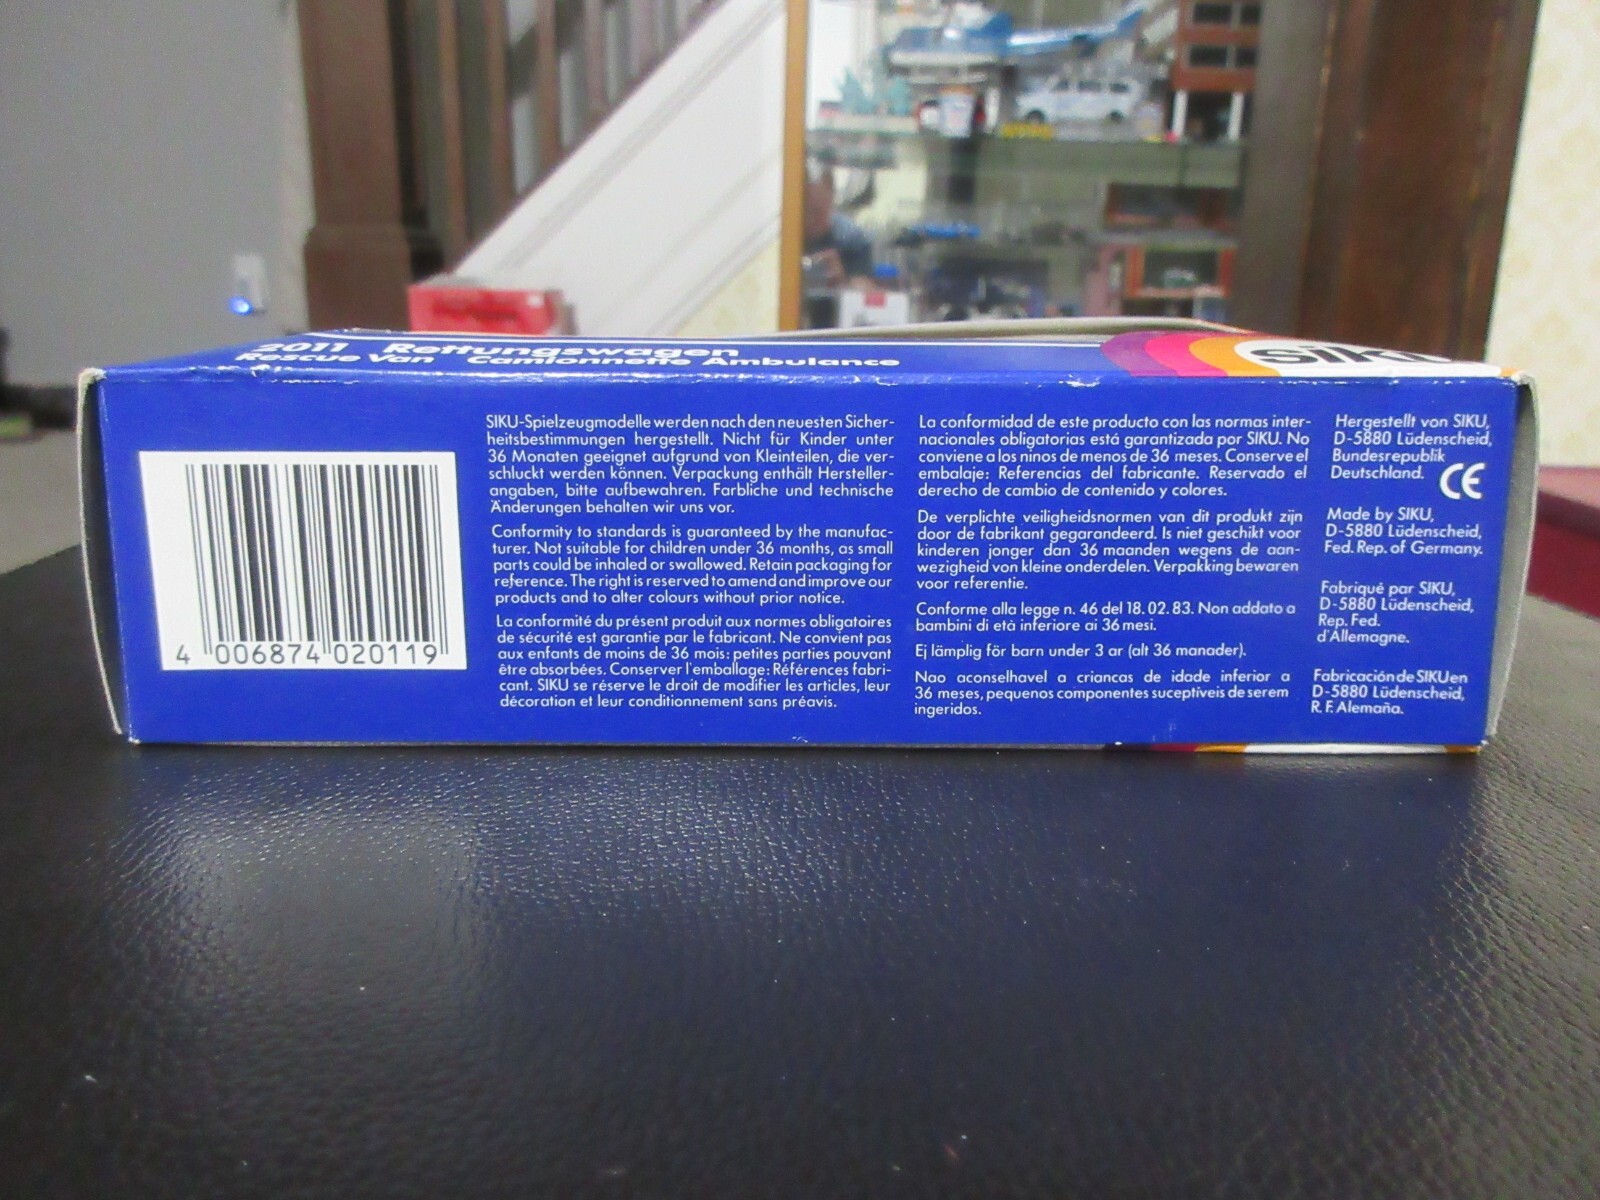 2011 Rettungswagen
Rescue Van Camionnette Ambulance
siku
SIKU-Spielzeugmodelle werden nach den neuesten Sicher-
heitsbestimmungen hergestellt. Nicht für Kinder unter
36 Monaten geeignet aufgrund von Kleinteilen, die ver-
schluckt werden können. Verpackung enthält Hersteller-
angaben, bitte aufbewahren. Farbliche und technische
Änderungen behalten wir uns vor.
Conformity to standards is guaranteed by the manufac-
turer. Not suitable for children under 36 months, as small
parts could be inhaled or swallowed. Retain packaging for
reference. The right is reserved to amend and improve our
products and to alter colours without prior notice.
La conformité du présent produit aux normes obligatoires
de sécurité est garantie par le fabricant. Ne convient pas
aux enfants de moins de 36 mois: petites parties pouvant
être absorbées. Conserver l'emballage: Références fabri-
cant. SIKU se réserve le droit de modifier les articles, leur
décoration et leur conditionnement sans préavis.
La conformidad de este producto con las normas inter-
nacionales obligatorias está garantizada por SIKU. No
conviene a los ninos de menos de 36 meses. Conserve el
embalaje: Referencias del fabricante. Reservado el
derecho de cambio de contenido y colores.
De verplichte veiligheidsnormen van dit produkt zijn
door de fabrikant gegarandeerd. Is niet geschikt voor
kinderen jonger dan 36 maanden wegens de aan-
wezigheid van kleine onderdelen. Verpakking bewaren
voor referentie.
Conforme alla legge n. 46 del 18.02.83. Non addato a
bambini di età inferiore ai 36 mesi.
Ej lämplig för barn under 3 ar (alt 36 manader).
Nao aconselhavel a criancas de idade inferior a
36 meses, pequenos componentes suceptíveis de serem
ingeridos.
Hergestellt von SIKU,
D-5880 Lüdenscheid,
Bundesrepublik
Deutschland.
CE
Made by SIKU,
D-5880 Lüdenscheid,
Fed. Rep. of Germany.
Fabriqué par SIKU,
D-5880 Lüdenscheid,
Rep. Fed.
d'Allemagne.
Fabricación de SIKU en
D-5880 Lüdenscheid,
R. F. Alemaña.
4 006874 020119